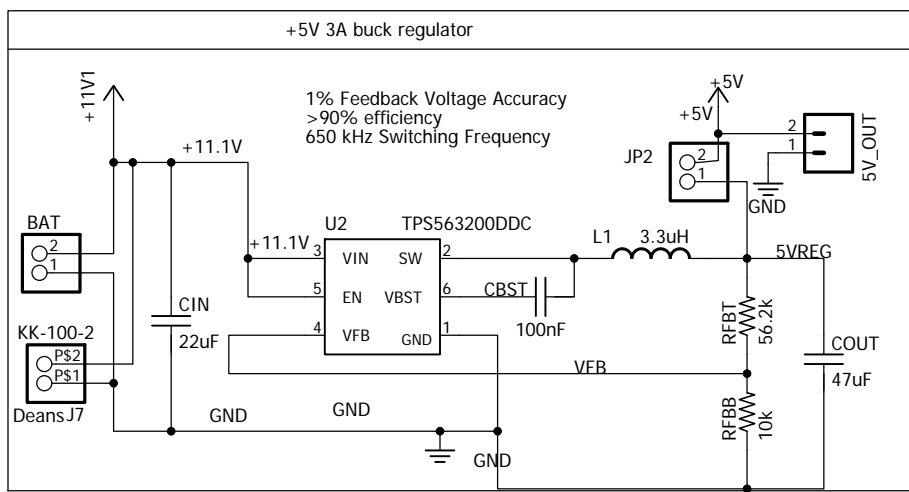 +5V 3A buck regulator
+11V1
1% Feedback Voltage Accuracy
>90% efficiency
650 kHz Switching Frequency
+5V
+5V
+11.1V
JP2
2
1
2
1
5V_OUT
GND
BAT
2
1
U2
TPS563200DDC
+11.1V
3
VIN
SW
2
L1
3.3uH
5VREG
5
EN
VBST
6
CBST
100nF
4
VFB
GND
1
CIN
22uF
RFBT
56.2k
COUT
47uF
KK-100-2
P$2
P$1
DeansJ7
VFB
RFBB
10k
GND
GND
GND